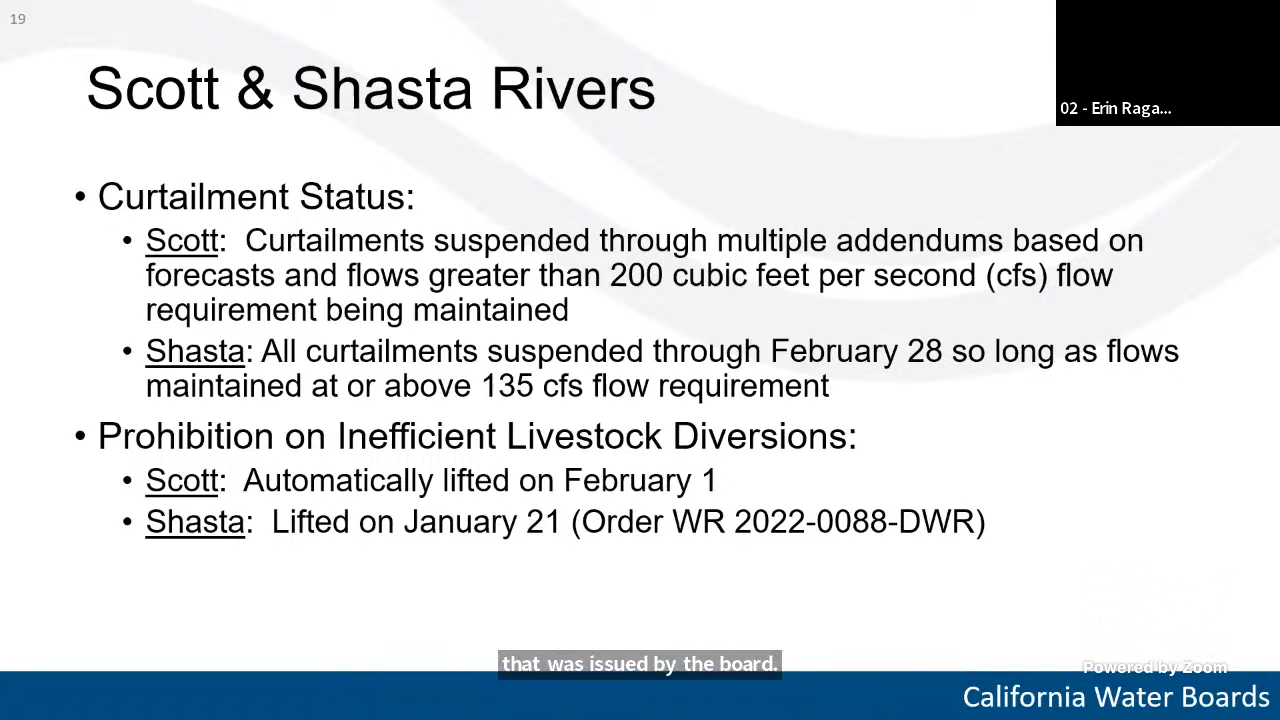 19
Scott & Shasta Rivers
02 - Erin Raga...
• Curtailment Status:
• Scott: Curtailments suspended through multiple addendums based on
forecasts and flows greater than 200 cubic feet per second (cfs) flow
requirement being maintained
• Shasta: All curtailments suspended through February 28 so long as flows
maintained at or above 135 cfs flow requirement
• Prohibition on Inefficient Livestock Diversions:
• Scott: Automatically lifted on February 1
• Shasta: Lifted on January 21 (Order WR 2022-0088-DWR)
that was issued by the board.
Powered by Zoom
California Water Boards